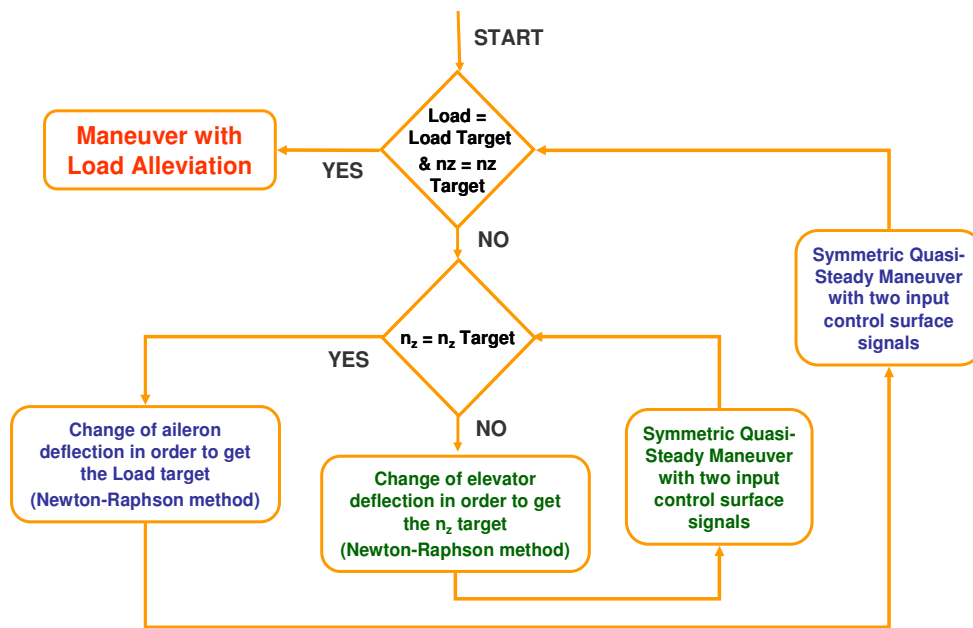 START
Load =
Load Target
& nz = nz
Target
Maneuver with
Load Alleviation
YES
NO
Symmetric Quasi-
Steady Maneuver
with two input
control surface
signals
n_z = n_z Target
YES
NO
Change of aileron
deflection in order to get
the Load target
(Newton-Raphson method)
Change of elevator
deflection in order to get
the n_z target
(Newton-Raphson method)
Symmetric Quasi-
Steady Maneuver
with two input
control surface
signals